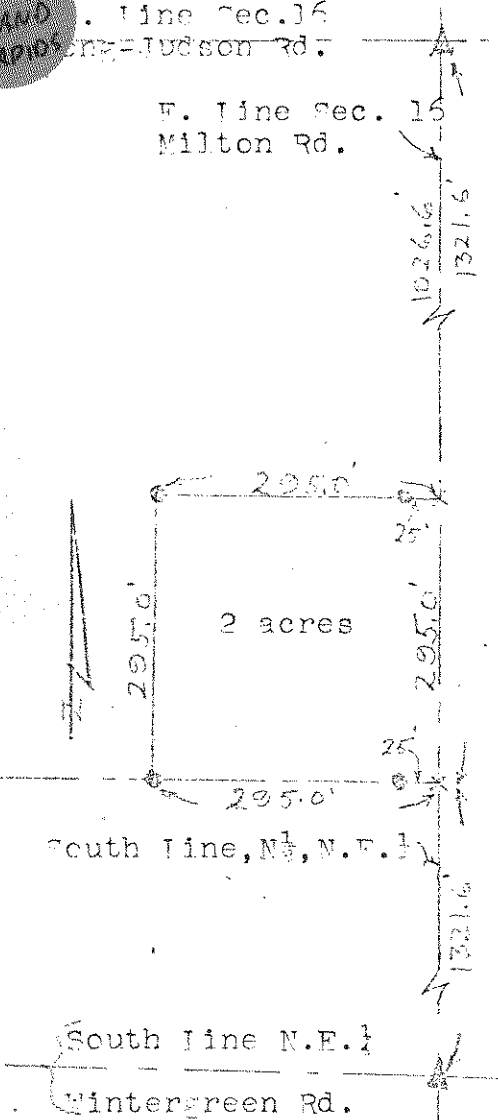 . Line Sec.16
-Judson Rd.
E. Line Sec. 16
Milton Rd.
1026.6'
1321.6'
295.0'
25'
295.0'
2 acres
295.0'
25'
295.0'
South Line, N½, N.E.¼
1321.6'
South Line N.E.¼
Wintergreen Rd.